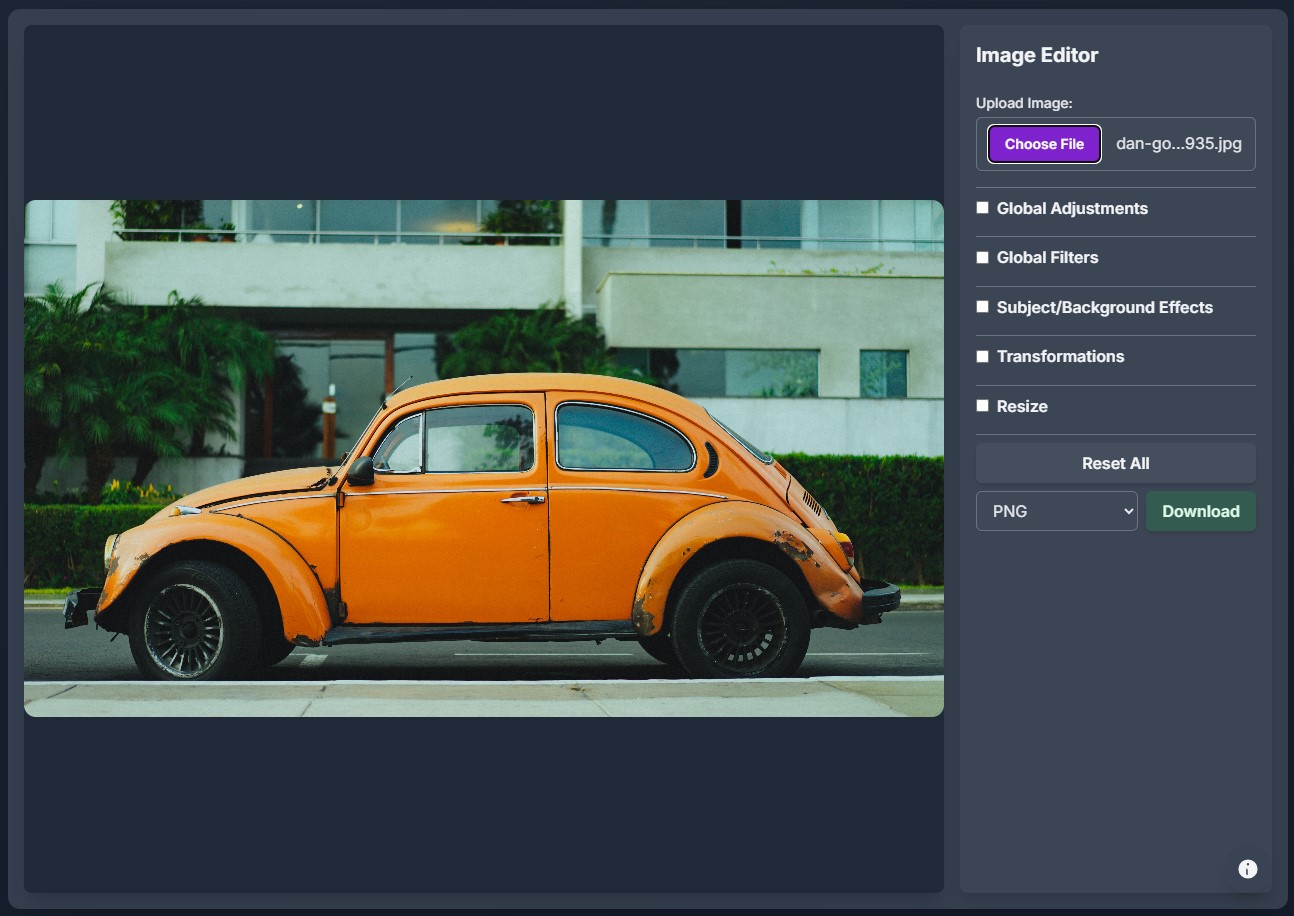 Image Editor
Upload Image:
Choose File dan-go...935.jpg
Global Adjustments
Global Filters
Subject/Background Effects
Transformations
Resize
Reset All
PNG Download